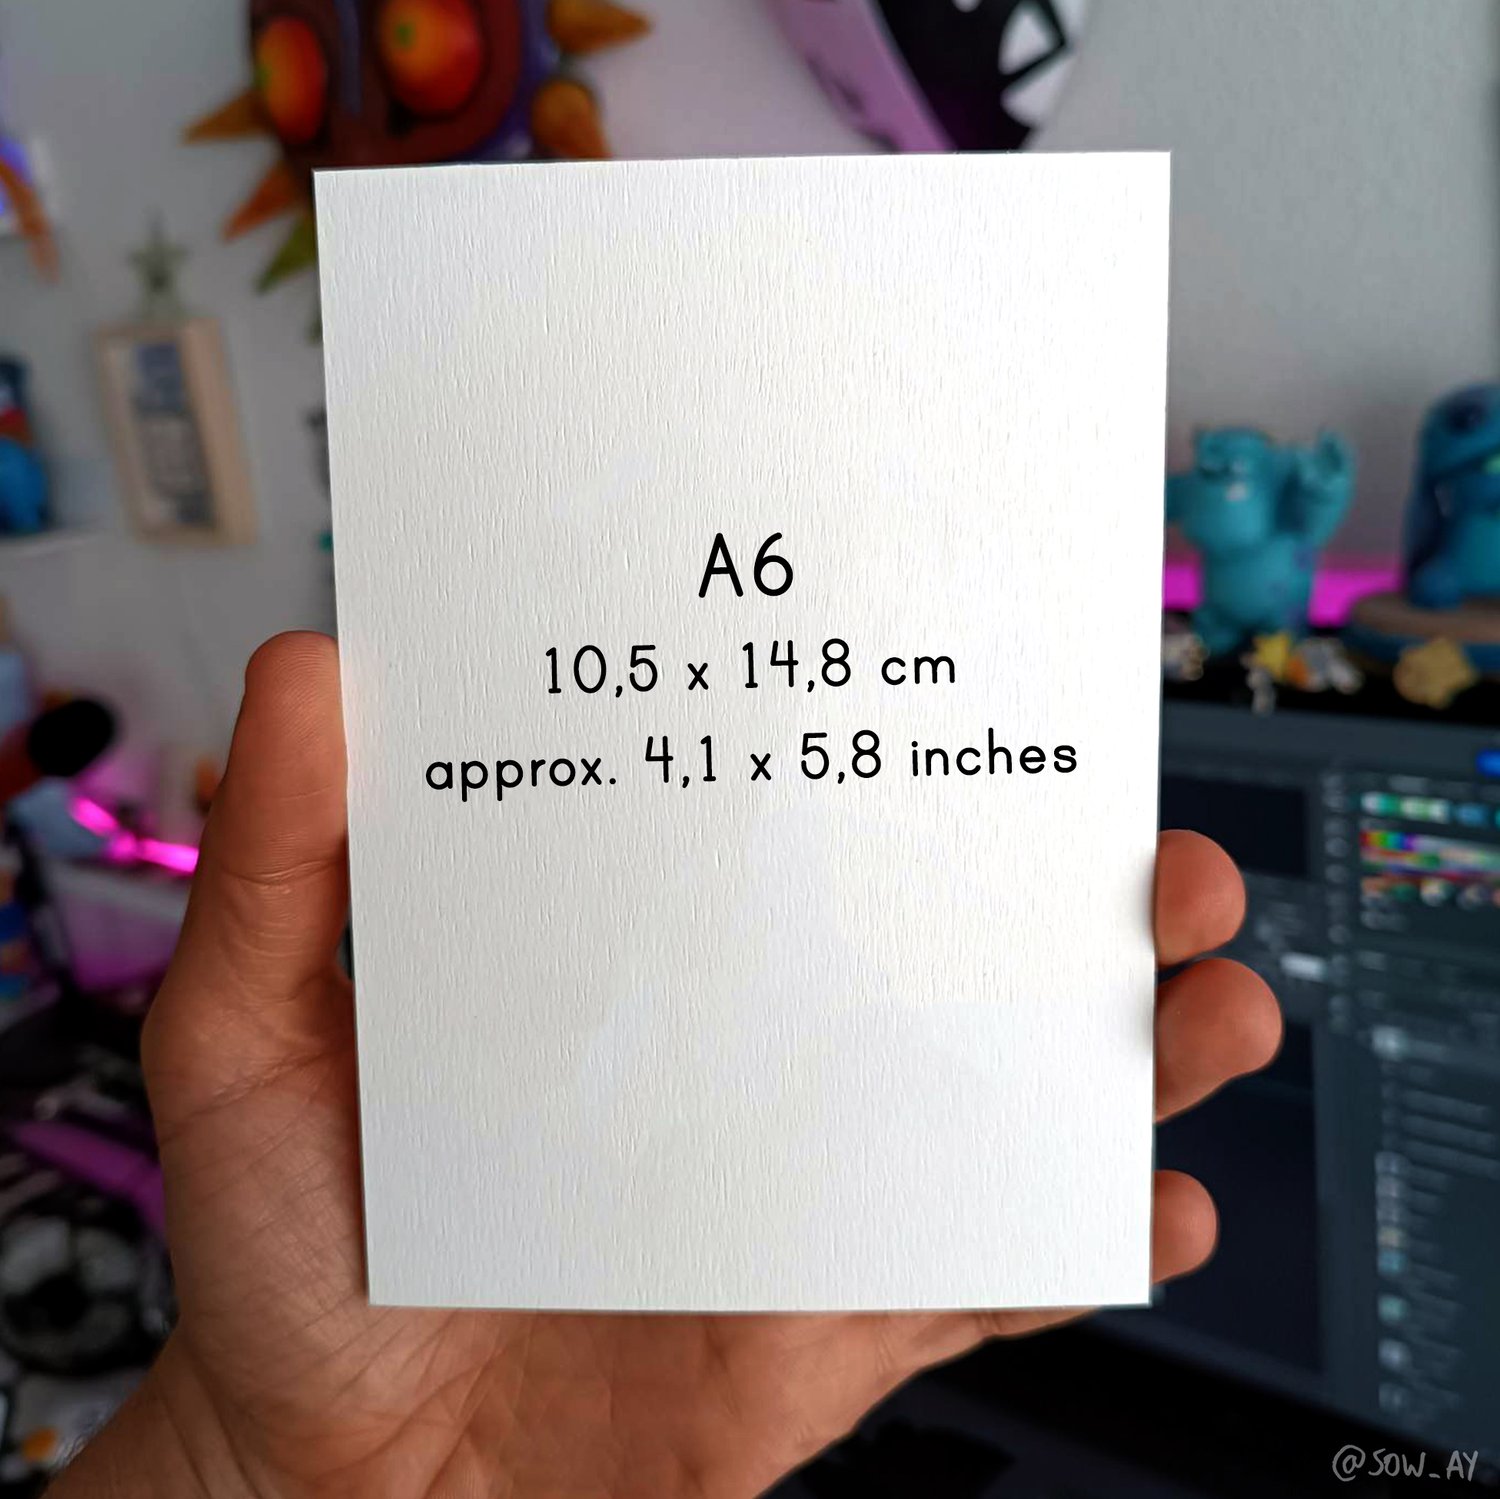 A6
10,5 x 14,8 cm
approx. 4,1 x 5,8 inches
@SOW_AY